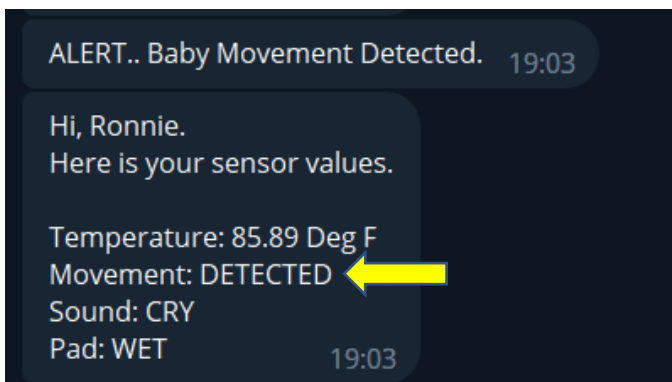 ALERT.. Baby Movement Detected.
19:03
Hi, Ronnie.
Here is your sensor values.
Temperature: 85.89 Deg F
Movement: DETECTED
Sound: CRY
Pad: WET
19:03